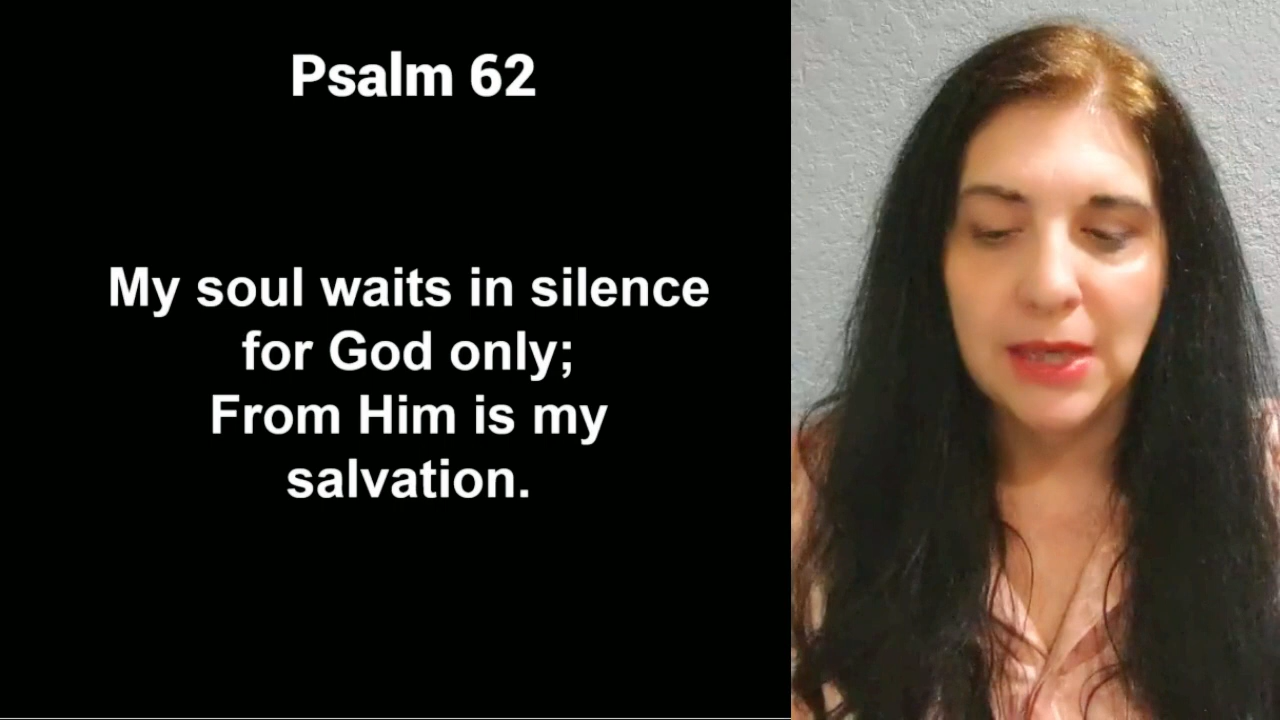 Psalm 62
My soul waits in silence
for God only;
From Him is my
salvation.